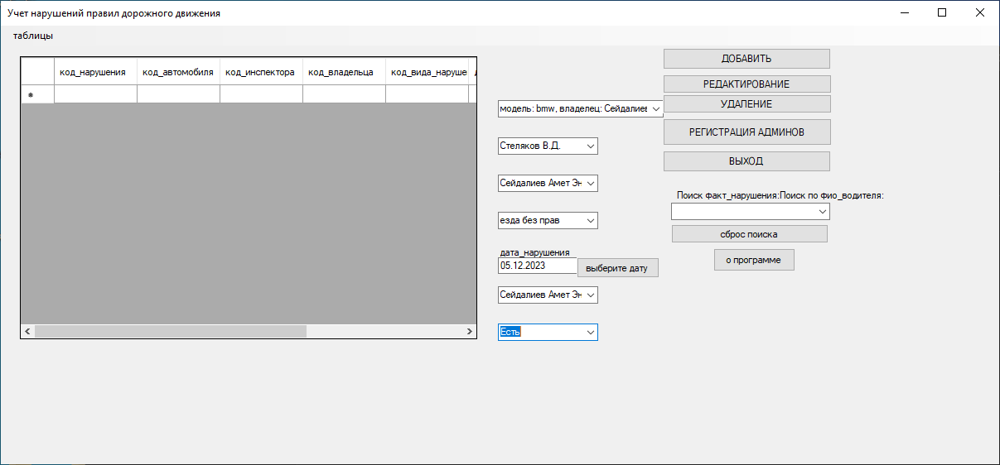 Учет нарушений правил дорожного движения
таблицы
код_нарушения код_автомобиля код_инспектора код_владельца код_вида_наруше
модель: bmw, владелец: Сейдалиев
Стеляков В.Д.
Сейдалиев Амет Эн
езда без прав
дата_нарушения
05.12.2023 выберите дату
Сейдалиев Амет Эн
Есть
ДОБАВИТЬ
РЕДАКТИРОВАНИЕ
УДАЛЕНИЕ
РЕГИСТРАЦИЯ АДМИНОВ
ВЫХОД
Поиск факт_нарушения:Поиск по фио_водителя:
сброс поиска
о программе